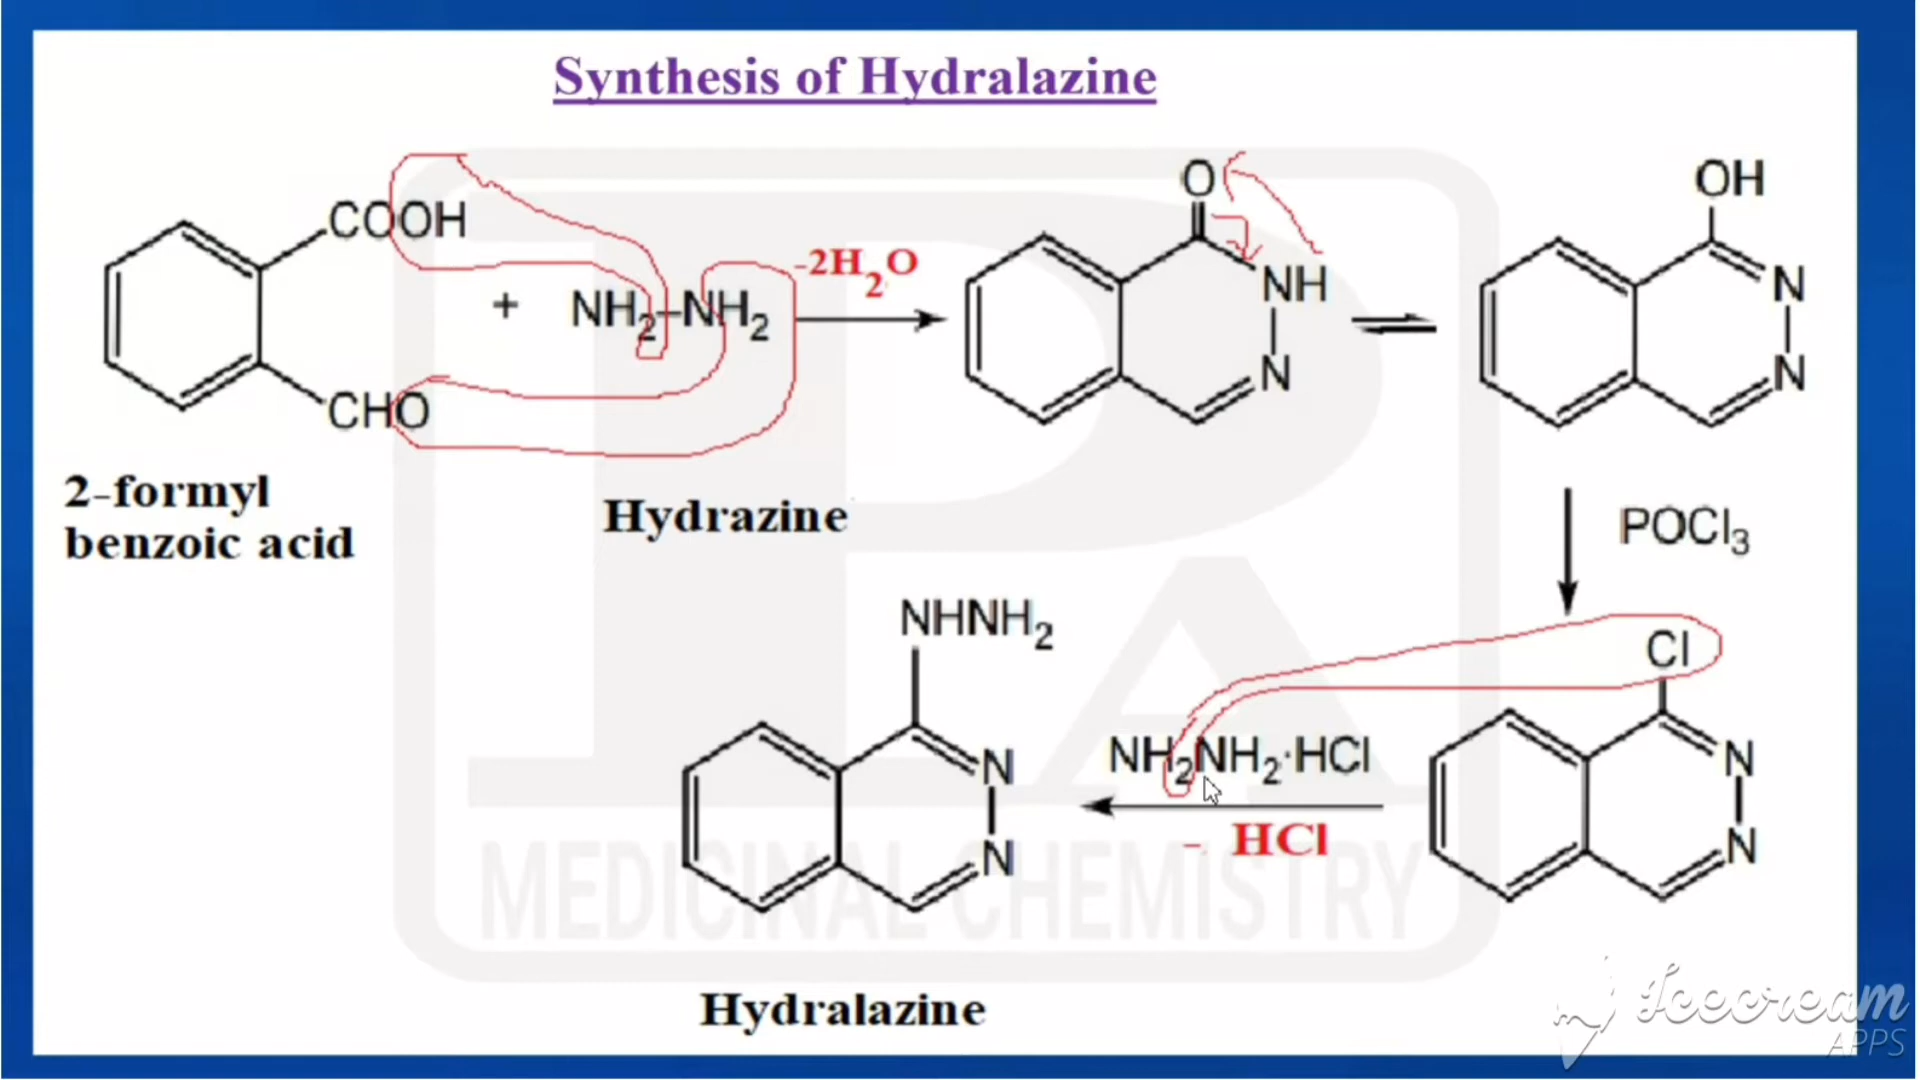 Synthesis of Hydralazine
COOH
CHO
+
NH₂-NH₂
-2H₂O
O
NH
N
OH
N
N
2-formyl
benzoic acid
Hydrazine
POCl₃
Cl
N
N
NH₂NH₂·HCl
- HCl
NHNH₂
N
N
Hydralazine
MEDICINAL CHEMISTRY
Icecream
APPS